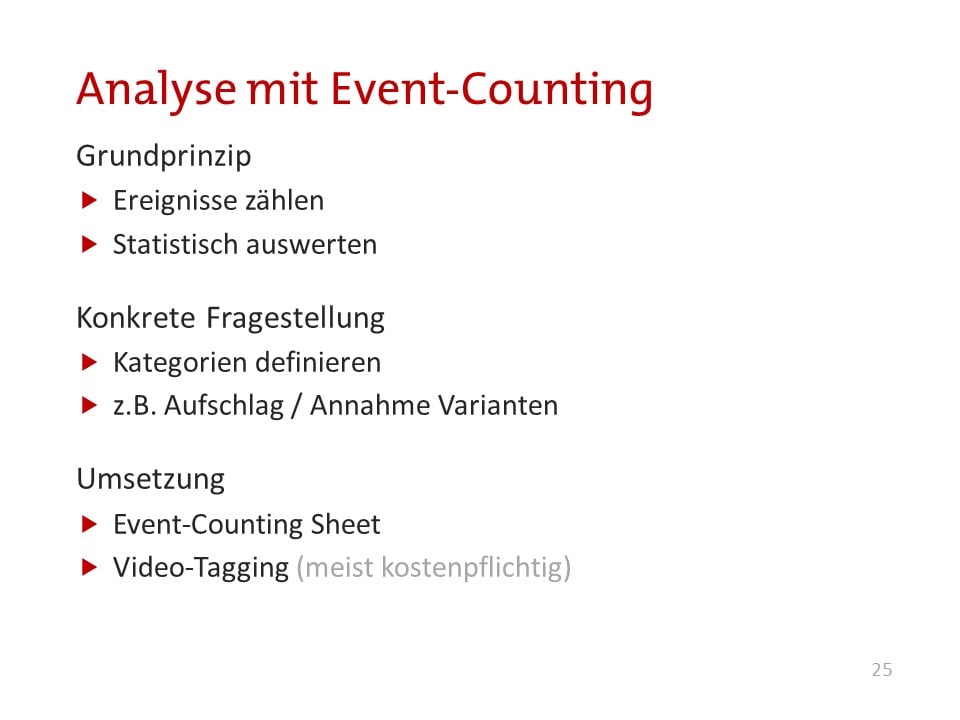 Analyse mit Event-Counting
Grundprinzip
Ereignisse zählen
Statistisch auswerten
Konkrete Fragestellung
Kategorien definieren
z.B. Aufschlag / Annahme Varianten
Umsetzung
Event-Counting Sheet
Video-Tagging (meist kostenpflichtig)
25